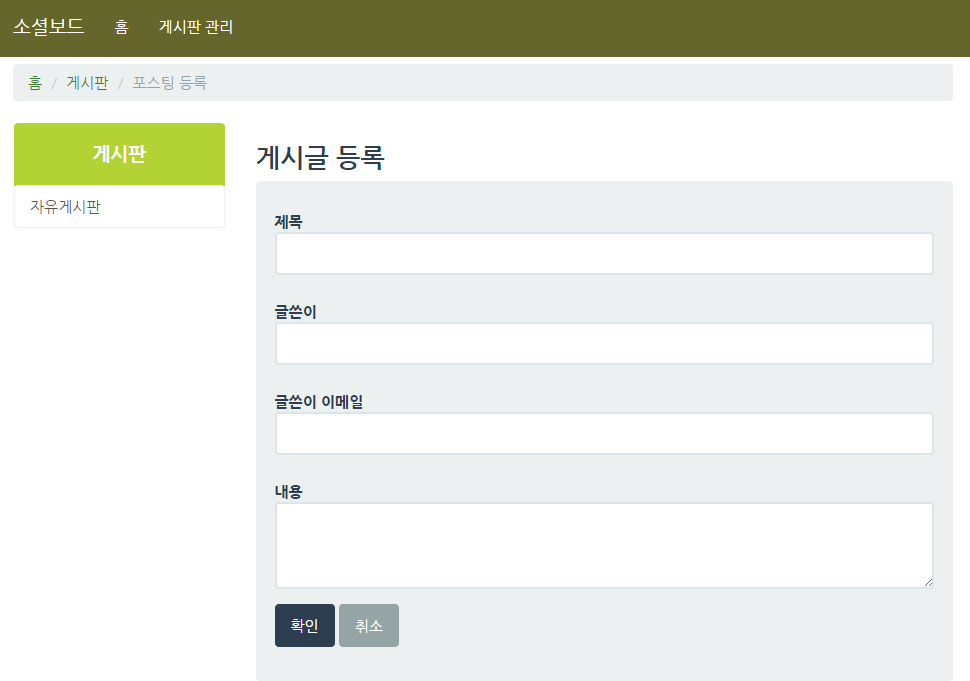 소셜보드 홈 게시판 관리
홈 / 게시판 / 포스팅 등록
게시판
자유게시판
게시글 등록
제목
글쓴이
글쓴이 이메일
내용
확인 취소